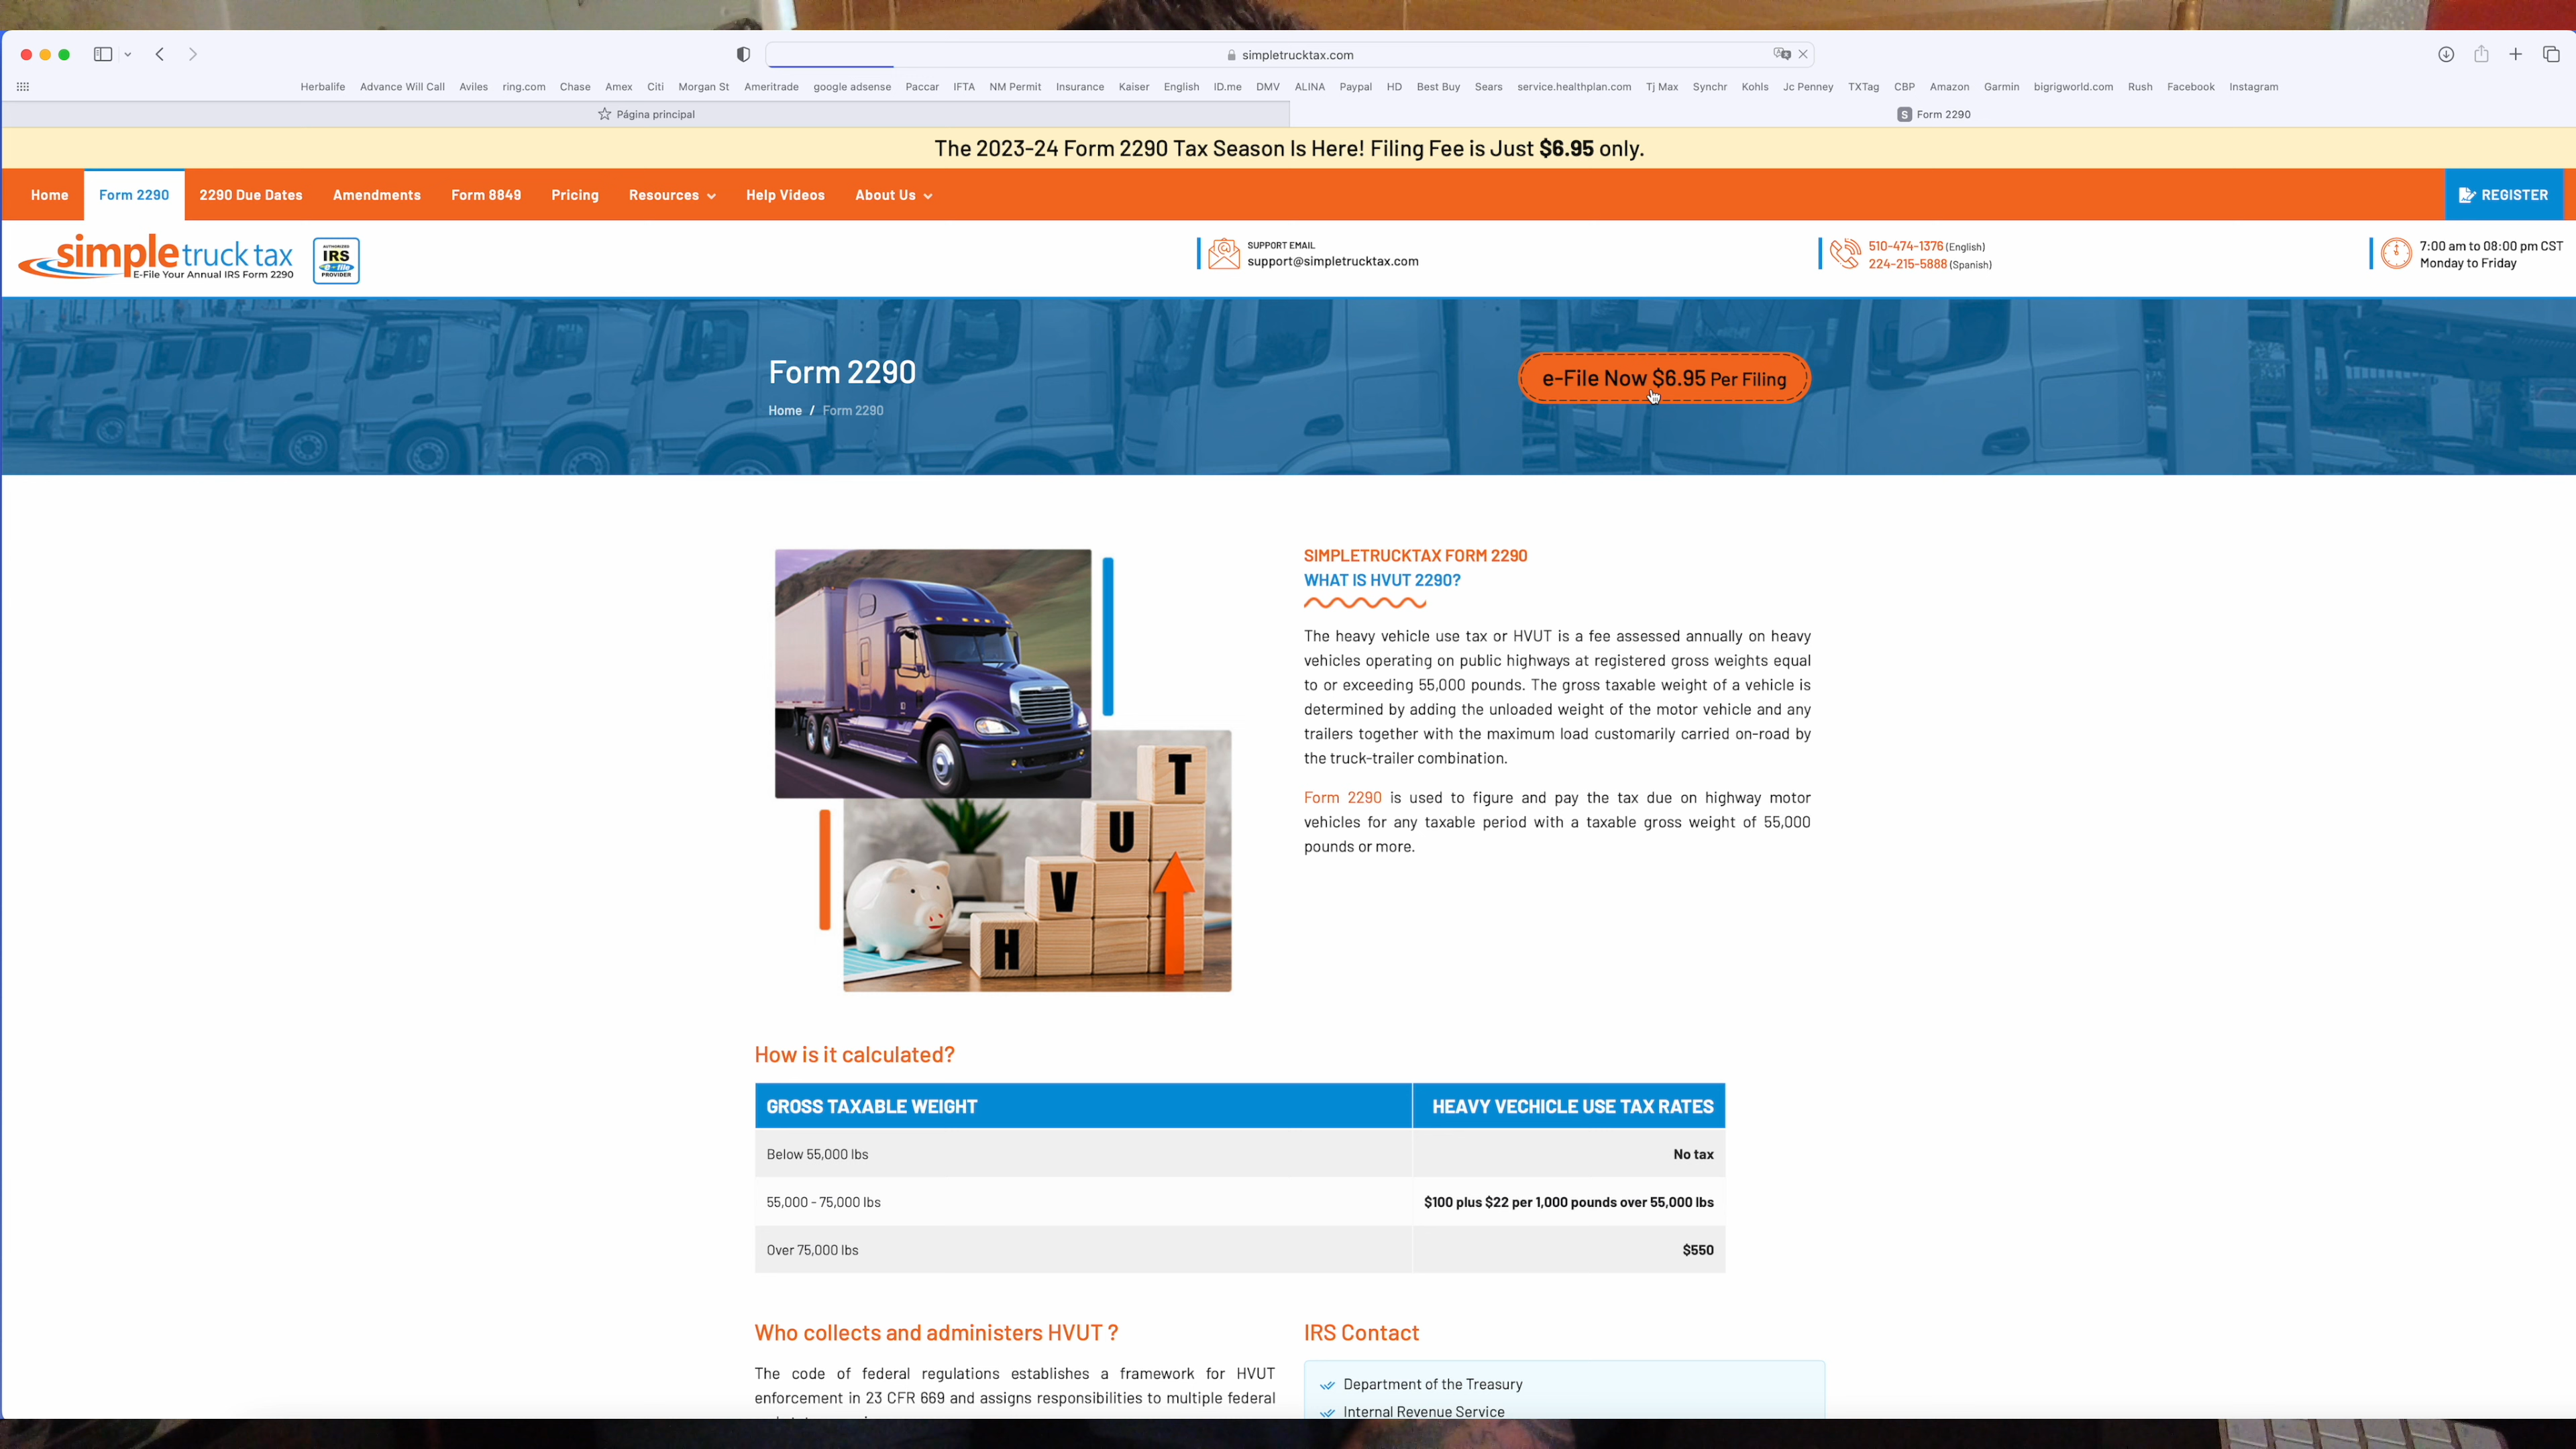 simpletrucktax.com
Herbalife Advance Will Call Aviles ring.com Chase Amex Citi Morgan St Ameritrade google adsense Paccar IFTA NM Permit Insurance Kaiser English ID.me DMV ALINA Paypal HD Best Buy Sears service.healthplan.com Tj Max Synchr Kohls Jc Penney TXTag CBP Amazon Garmin bigrigworld.com Rush Facebook Instagram
Página principal
S Form 2290
The 2023-24 Form 2290 Tax Season Is Here! Filing Fee is Just $6.95 only.
Home Form 2290 2290 Due Dates Amendments Form 8849 Pricing Resources Help Videos About Us REGISTER
simple truck tax
E-File Your Annual IRS Form 2290
AUTHORIZED
IRS
e-file
PROVIDER
SUPPORT EMAIL
support@simpletrucktax.com
510-474-1376 (English)
224-215-5888 (Spanish)
7:00 am to 08:00 pm CST
Monday to Friday
Form 2290
Home / Form 2290
e-File Now $6.95 Per Filing
T
U
V
H
SIMPLETRUCKTAX FORM 2290
WHAT IS HVUT 2290?
The heavy vehicle use tax or HVUT is a fee assessed annually on heavy
vehicles operating on public highways at registered gross weights equal
to or exceeding 55,000 pounds. The gross taxable weight of a vehicle is
determined by adding the unloaded weight of the motor vehicle and any
trailers together with the maximum load customarily carried on-road by
the truck-trailer combination.
Form 2290 is used to figure and pay the tax due on highway motor
vehicles for any taxable period with a taxable gross weight of 55,000
pounds or more.
How is it calculated?
GROSS TAXABLE WEIGHT HEAVY VECHICLE USE TAX RATES
Below 55,000 lbs No tax
55,000 - 75,000 lbs $100 plus $22 per 1,000 pounds over 55,000 lbs
Over 75,000 lbs $550
Who collects and administers HVUT ?
The code of federal regulations establishes a framework for HVUT
enforcement in 23 CFR 669 and assigns responsibilities to multiple federal
IRS Contact
Department of the Treasury
Internal Revenue Service